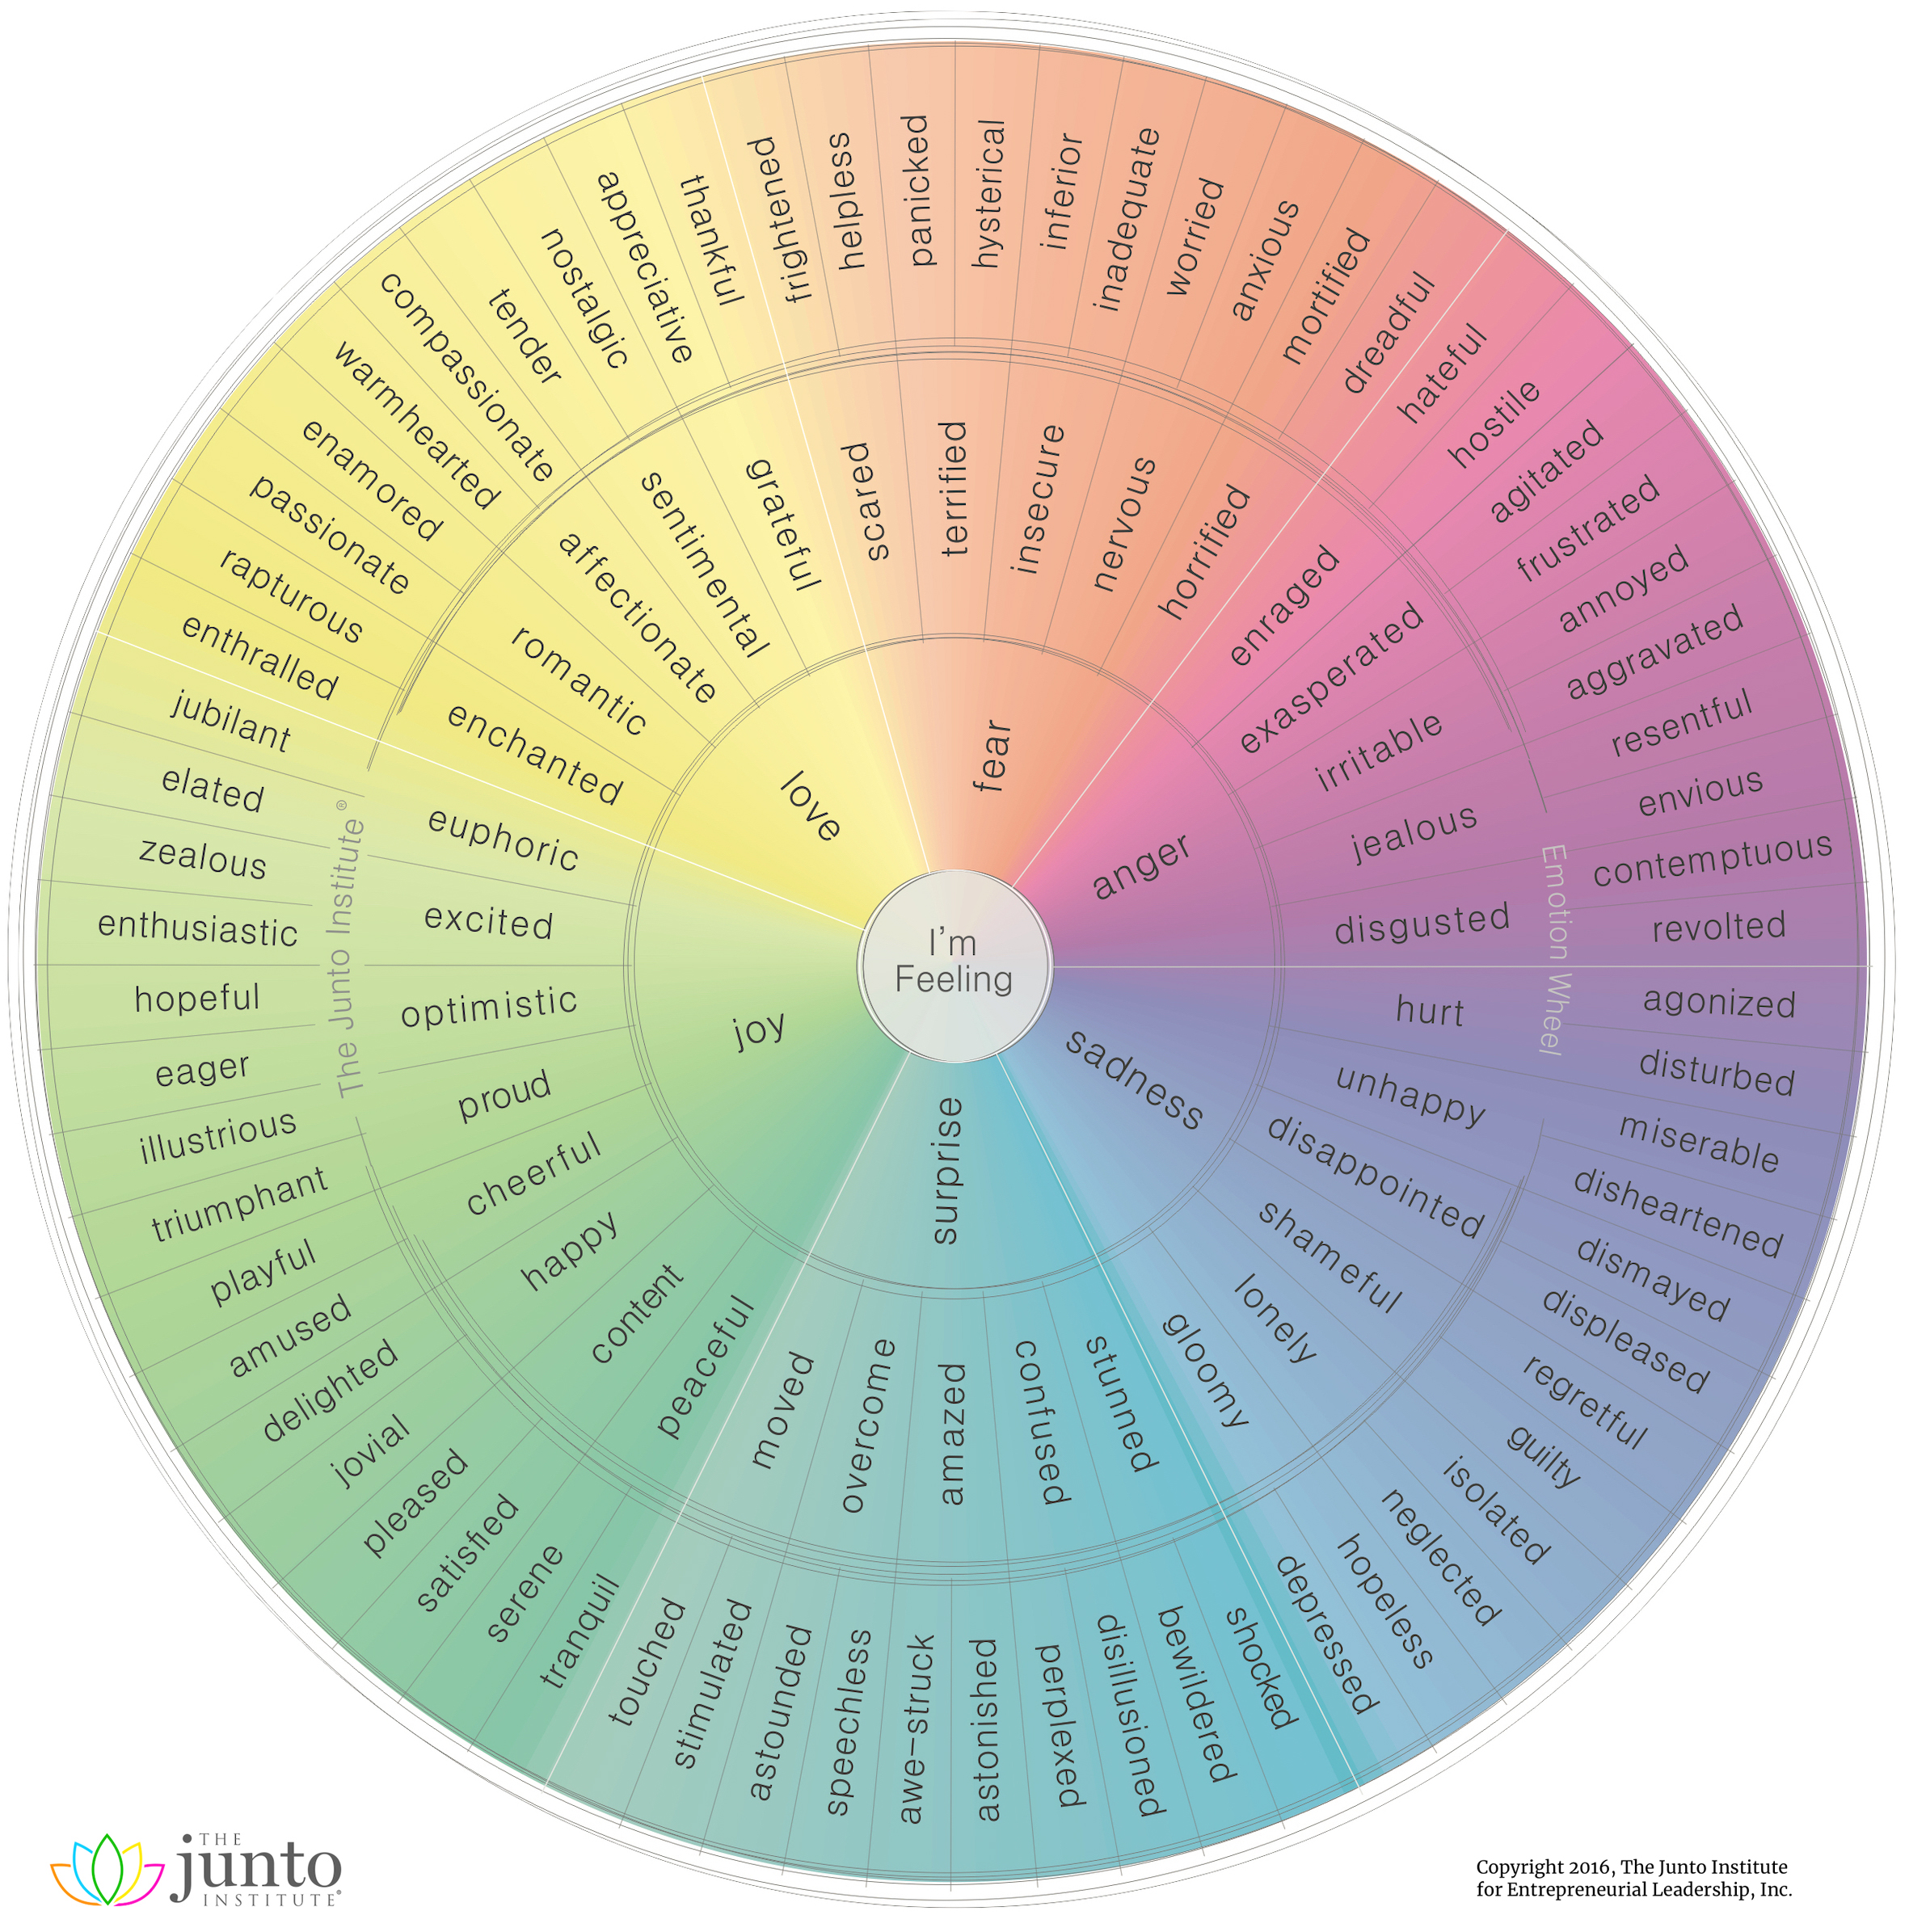 I'm
Feeling
fear
anger
sadness
surprise
joy
love
scared
terrified
insecure
nervous
horrified
enraged
exasperated
irritable
jealous
disgusted
hurt
unhappy
disappointed
shameful
lonely
gloomy
stunned
confused
amazed
overcome
moved
peaceful
content
happy
cheerful
proud
optimistic
excited
euphoric
enchanted
romantic
affectionate
sentimental
grateful
frightened
helpless
panicked
hysterical
inferior
inadequate
worried
anxious
mortified
dreadful
hateful
hostile
agitated
frustrated
annoyed
aggravated
resentful
envious
contemptuous
revolted
agonized
disturbed
miserable
disheartened
dismayed
displeased
regretful
guilty
isolated
neglected
hopeless
depressed
shocked
bewildered
disillusioned
perplexed
astonished
awe-struck
speechless
astounded
stimulated
touched
tranquil
serene
satisfied
pleased
jovial
delighted
amused
playful
triumphant
illustrious
eager
hopeful
enthusiastic
zealous
elated
jubilant
enthralled
rapturous
passionate
enamored
warmhearted
compassionate
tender
nostalgic
appreciative
thankful
The Junto Institute®
Emotion Wheel
THE
junto
INSTITUTE®
Copyright 2016, The Junto Institute
for Entrepreneurial Leadership, Inc.